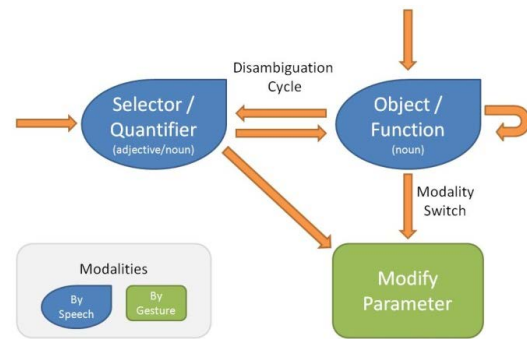 Disambiguation
Cycle
Selector /
Quantifier
(adjective/noun)
Object /
Function
(noun)
Modality
Switch
Modify
Parameter
Modalities
By
Speech
By
Gesture